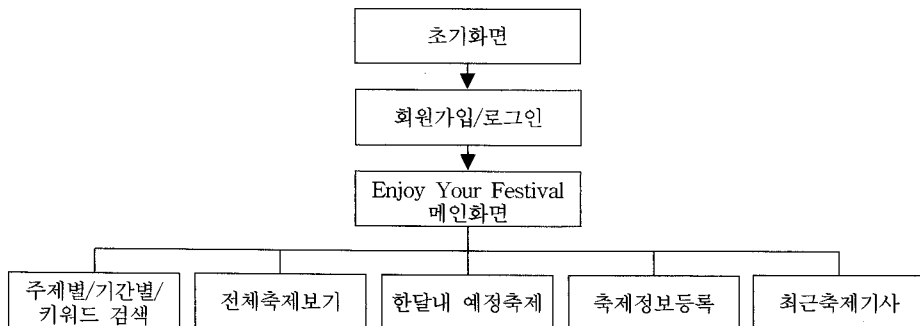 초기화면
회원가입/로그인
Enjoy Your Festival
메인화면
주제별/기간별/
키워드 검색
전체축제보기
한달내 예정축제
축제정보등록
최근축제기사